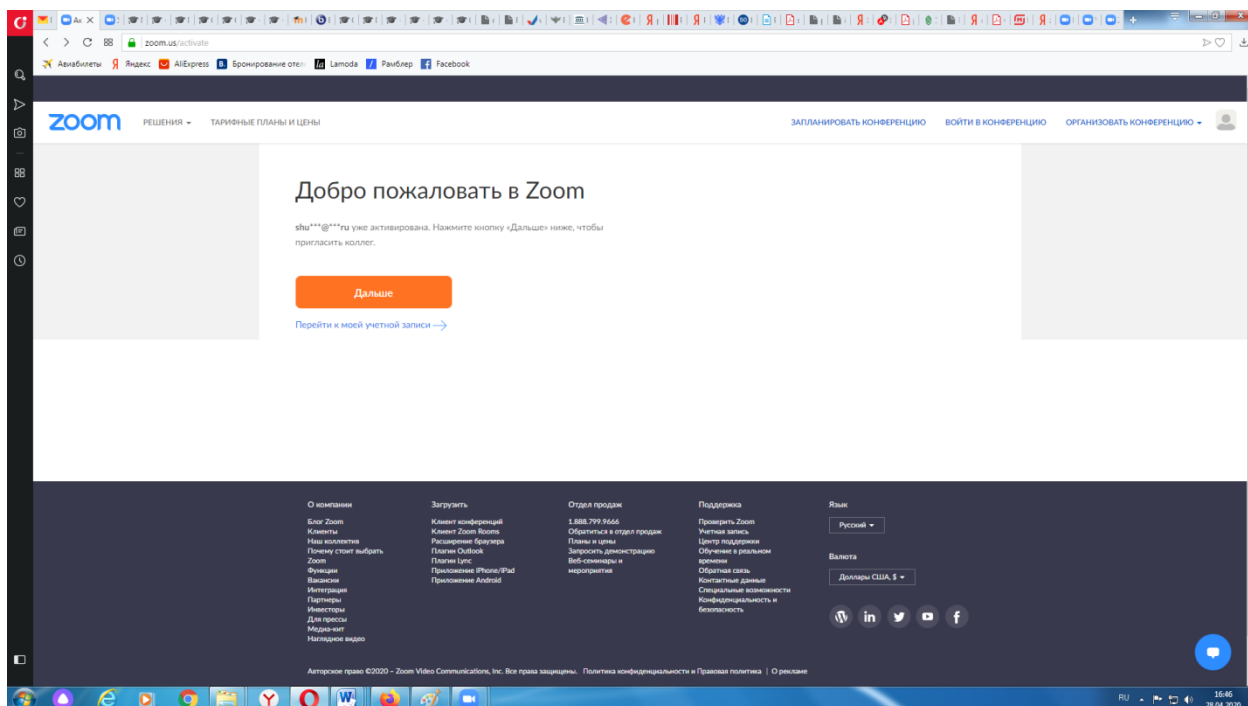 zoom.us/activate
Авиабилеты Яндекс AliExpress Бронирование отел Lamoda Рамблер Facebook
zoom РЕШЕНИЯ ТАРИФНЫЕ ПЛАНЫ И ЦЕНЫ ЗАПЛАНИРОВАТЬ КОНФЕРЕНЦИЮ ВОЙТИ В КОНФЕРЕНЦИЮ ОРГАНИЗОВАТЬ КОНФЕРЕНЦИЮ
Добро пожаловать в Zoom
shu***@***ru уже активирована. Нажмите кнопку «Дальше» ниже, чтобы
пригласить коллег.
Дальше
Перейти к моей учетной записи
О компании
Блог Zoom
Клиенты
Наш коллектив
Почему стоит выбрать
Zoom
Функции
Вакансии
Интеграция
Партнеры
Инвесторы
Для прессы
Медиа-кит
Наглядное видео
Загрузить
Клиент конференций
Клиент Zoom Rooms
Расширение браузера
Плагин Outlook
Плагин Lync
Приложение iPhone/iPad
Приложение Android
Отдел продаж
1.888.799.9666
Обратиться в отдел продаж
Планы и цены
Запросить демонстрацию
Веб-семинары и
мероприятия
Поддержка
Проверить Zoom
Учетная запись
Центр поддержки
Обучение в реальном
времени
Обратная связь
Контактные данные
Специальные возможности
Конфиденциальность и
безопасность
Язык
Русский
Валюта
Доллары США, $
Авторское право ©2020 – Zoom Video Communications, Inc. Все права защищены. Политика конфиденциальности и Правовая политика | О рекламе
RU 16:46
28.04.2020